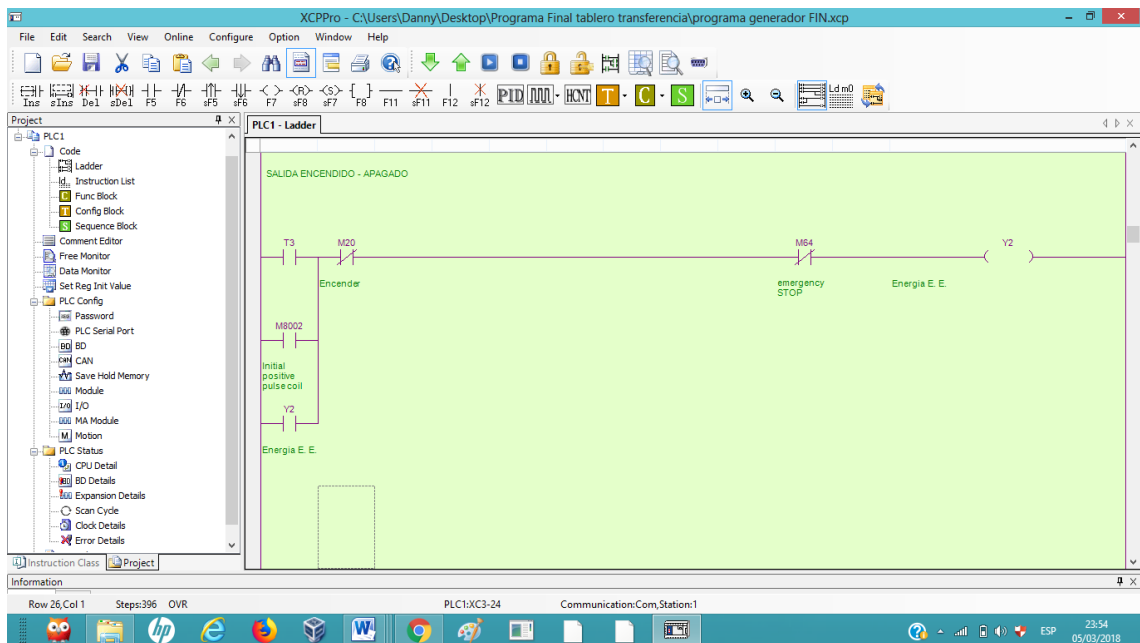 XCPPro - C:\Users\Danny\Desktop\Programa Final tablero transferencia\programa generador FIN.xcp
File Edit Search View Online Configure Option Window Help
Ins sIns Del sDel F5 F6 sF5 sF6 F7 sF8 sF7 F8 F11 sF11 F12 sF12 PID HCNT T C S Ld m0
Project
PLC1 - Ladder
PLC1
Code
Ladder
Instruction List
Func Block
Config Block
Sequence Block
Comment Editor
Free Monitor
Data Monitor
Set Reg Init Value
PLC Config
Password
PLC Serial Port
BD
CAN
Save Hold Memory
Module
I/O
MA Module
Motion
PLC Status
CPU Detail
BD Details
Expansion Details
Scan Cycle
Clock Details
Error Details
Instruction Class Project
SALIDA ENCENDIDO - APAGADO
T3 M20 M64 Y2
Encender
emergency
STOP
Energia E. E.
M8002
Initial
positive
pulse coil
Y2
Energia E. E.
Information
Row 26,Col 1 Steps:396 OVR PLC1:XC3-24 Communication:Com,Station:1
ESP
23:54
05/03/2018